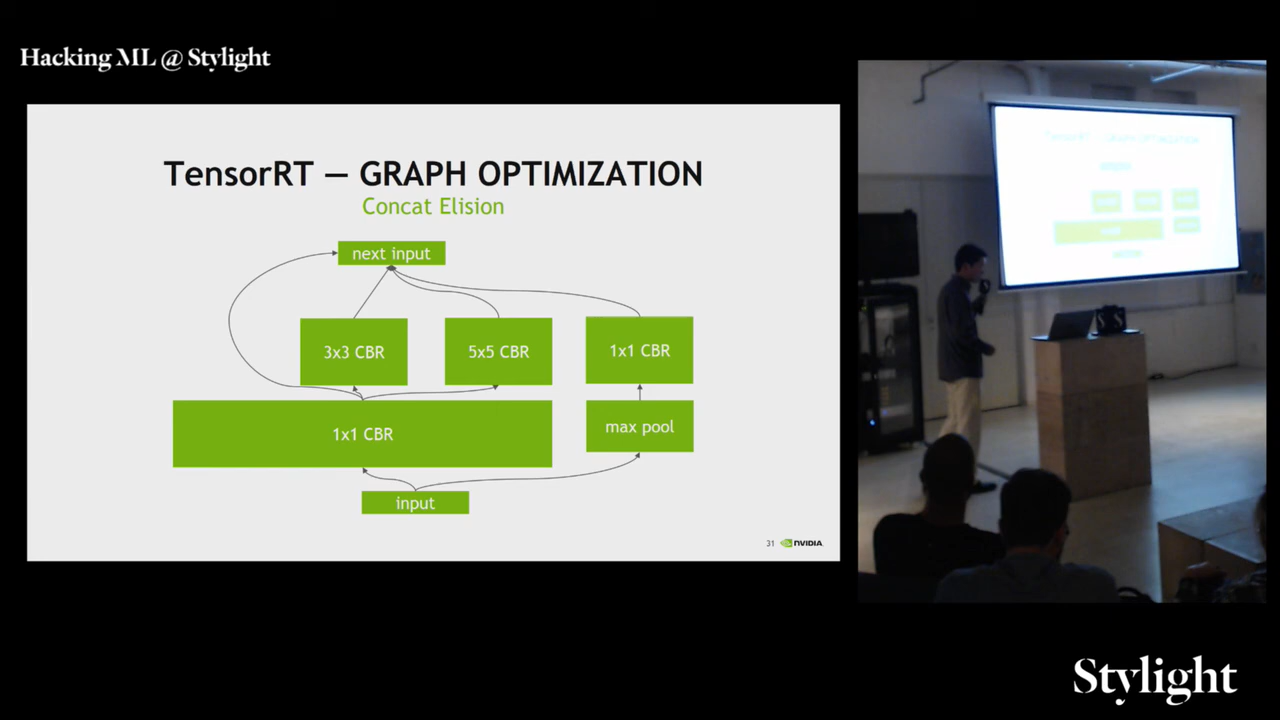 Hacking ML @ Stylight
TensorRT — GRAPH OPTIMIZATION
Concat Elision
next input
3x3 CBR
5x5 CBR
1x1 CBR
1x1 CBR
max pool
input
31
NVIDIA
Stylight